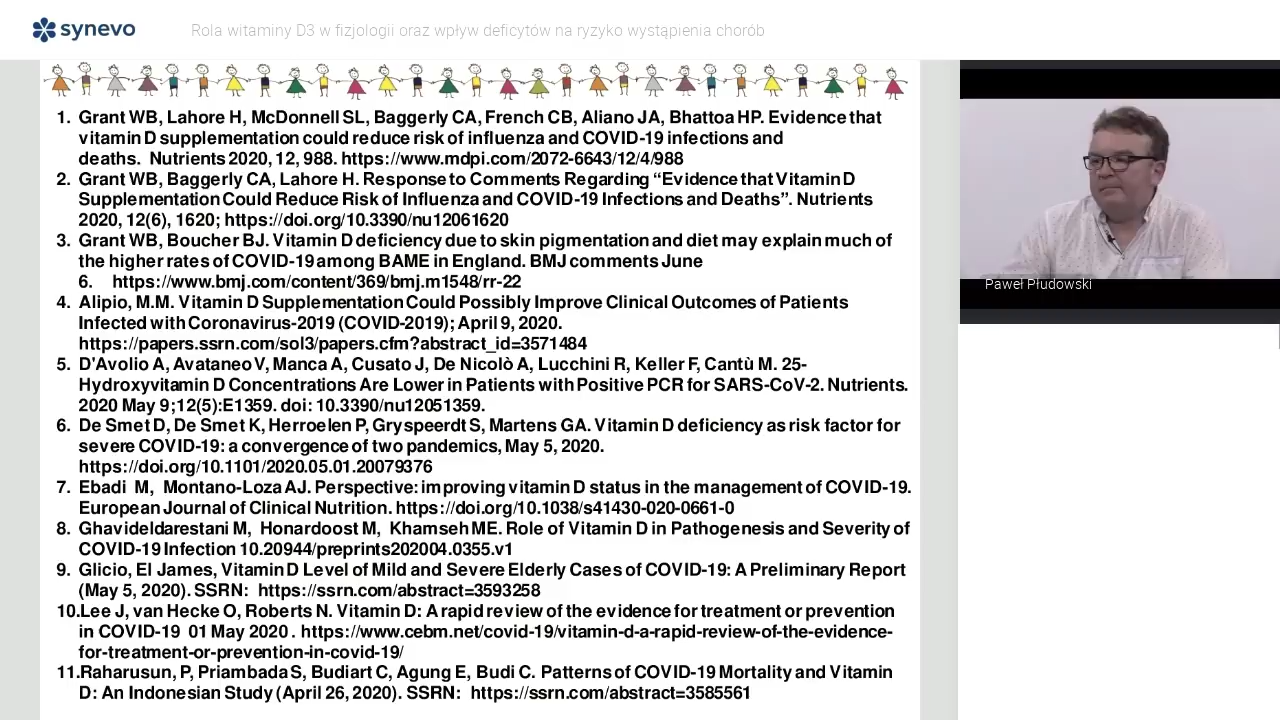 synevo
Rola witaminy D3 w fizjologii oraz wpływ deficytów na ryzyko wystąpienia chorób
1. Grant WB, Lahore H, McDonnell SL, Baggerly CA, French CB, Aliano JA, Bhattoa HP. Evidence that
vitamin D supplementation could reduce risk of influenza and COVID-19 infections and
deaths. Nutrients 2020, 12, 988. https://www.mdpi.com/2072-6643/12/4/988
2. Grant WB, Baggerly CA, Lahore H. Response to Comments Regarding “Evidence that Vitamin D
Supplementation Could Reduce Risk of Influenza and COVID-19 Infections and Deaths”. Nutrients
2020, 12(6), 1620; https://doi.org/10.3390/nu12061620
3. Grant WB, Boucher BJ. Vitamin D deficiency due to skin pigmentation and diet may explain much of
the higher rates of COVID-19 among BAME in England. BMJ comments June
6. https://www.bmj.com/content/369/bmj.m1548/rr-22
4. Alipio, M.M. Vitamin D Supplementation Could Possibly Improve Clinical Outcomes of Patients
Infected with Coronavirus-2019 (COVID-2019); April 9, 2020.
https://papers.ssrn.com/sol3/papers.cfm?abstract_id=3571484
5. D'Avolio A, Avataneo V, Manca A, Cusato J, De Nicolò A, Lucchini R, Keller F, Cantù M. 25-
Hydroxyvitamin D Concentrations Are Lower in Patients with Positive PCR for SARS-CoV-2. Nutrients.
2020 May 9;12(5):E1359. doi: 10.3390/nu12051359.
6. De Smet D, De Smet K, Herroelen P, Gryspeerdt S, Martens GA. Vitamin D deficiency as risk factor for
severe COVID-19: a convergence of two pandemics, May 5, 2020.
https://doi.org/10.1101/2020.05.01.20079376
7. Ebadi M, Montano-Loza AJ. Perspective: improving vitamin D status in the management of COVID-19.
European Journal of Clinical Nutrition. https://doi.org/10.1038/s41430-020-0661-0
8. Ghavideldarestani M, Honardoost M, Khamseh ME. Role of Vitamin D in Pathogenesis and Severity of
COVID-19 Infection 10.20944/preprints202004.0355.v1
9. Glicio, El James, Vitamin D Level of Mild and Severe Elderly Cases of COVID-19: A Preliminary Report
(May 5, 2020). SSRN: https://ssrn.com/abstract=3593258
10.Lee J, van Hecke O, Roberts N. Vitamin D: A rapid review of the evidence for treatment or prevention
in COVID-19 01 May 2020 . https://www.cebm.net/covid-19/vitamin-d-a-rapid-review-of-the-evidence-
for-treatment-or-prevention-in-covid-19/
11.Raharusun, P, Priambada S, Budiart C, Agung E, Budi C. Patterns of COVID-19 Mortality and Vitamin
D: An Indonesian Study (April 26, 2020). SSRN: https://ssrn.com/abstract=3585561
Paweł Płudowski